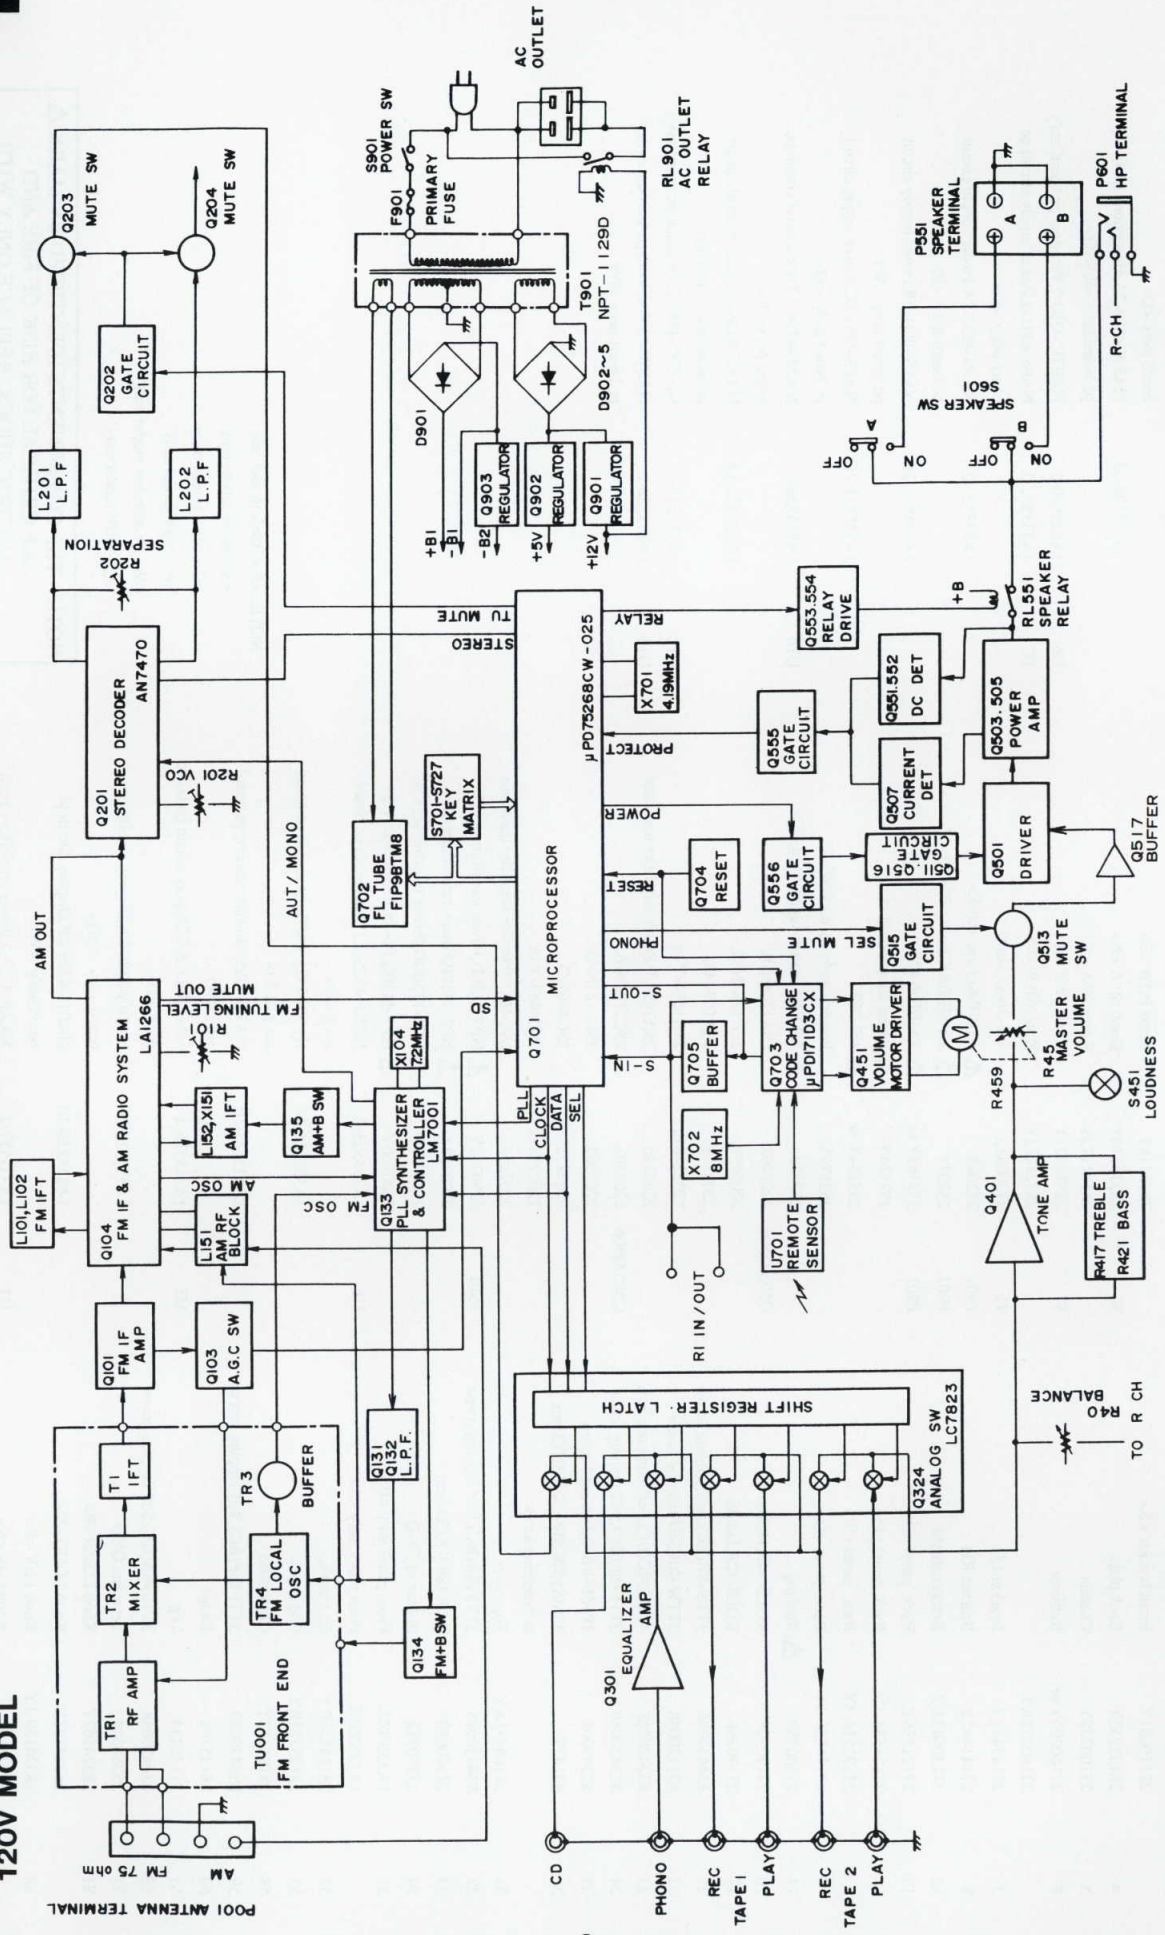 120V MODEL
P001 ANTENNA TERMINAL
FM 75 ohm
AM
TR1
RF AMP
TR2
MIXER
T1
IFT
TR3
BUFFER
TR4
FM LOCAL
OSC
TU001
FM FRONT END
Q101
FM IF
AMP
Q103
A.G.C SW
L101,L102
FM IFT
Q104
FM IF & AM RADIO SYSTEM
LA1266
L151
AM RF
BLOCK
AM OSC
L152,X151
AM IFT
R101
FM TUNING LEVEL
MUTE OUT
AM OUT
Q135
AM+B SW
X104
7.2MHz
Q133
PLL SYNTHESIZER
& CONTROLLER
LM7001
FM OSC
Q131
Q132
L.P.F.
Q134
FM+BSW
AUT/MONO
SD
Q201
STEREO DECODER
AN7470
R201 VCO
R202
SEPARATION
L201
L.P.F
L202
L.P.F
Q202
GATE
CIRCUIT
Q203
MUTE SW
Q204
MUTE SW
STEREO
TU MUTE
Q702
FL TUBE
FIP9BTM8
S701-S727
KEY
MATRIX
Q701
MICROPROCESSOR
µPD75268CW-025
PLL
CLOCK
DATA
SEL
S-IN
S-OUT
PHONO
RESET
POWER
PROTECT
RELAY
SEL MUTE
S901
POWER SW
AC
OUTLET
F901
PRIMARY
FUSE
RL901
AC OUTLET
RELAY
T901
NPT-1129D
D901
D902~5
+B1
-B1
-B2
+5V
+12V
Q903
REGULATOR
Q902
REGULATOR
Q901
REGULATOR
X701
4.19MHz
Q704
RESET
Q705
BUFFER
X702
8MHz
Q703
CODE CHANGE
µPD171D3CX
U701
REMOTE
SENSOR
RI IN/OUT
Q451
VOLUME
MOTOR DRIVER
M
Q515
GATE
CIRCUIT
Q556
GATE
CIRCUIT
Q511.Q516
GATE
CIRCUIT
Q555
GATE
CIRCUIT
Q507
CURRENT
DET
Q551.552
DC DET
Q553.554
RELAY
DRIVE
Q501
DRIVER
Q503.505
POWER
AMP
Q517
BUFFER
Q513
MUTE
SW
+B
RL551
SPEAKER
RELAY
SPEAKER SW
S601
A
OFF
ON
B
OFF
ON
P551
SPEAKER
TERMINAL
A
B
R-CH
P601
HP TERMINAL
R459
R45
MASTER
VOLUME
S451
LOUDNESS
Q401
TONE AMP
R417 TREBLE
R421 BASS
R40
BALANCE
TO R CH
SHIFT REGISTER·LATCH
Q324
ANALOG SW
LC7823
Q301
EQUALIZER
AMP
CD
PHONO
REC
TAPE 1
PLAY
REC
TAPE 2
PLAY